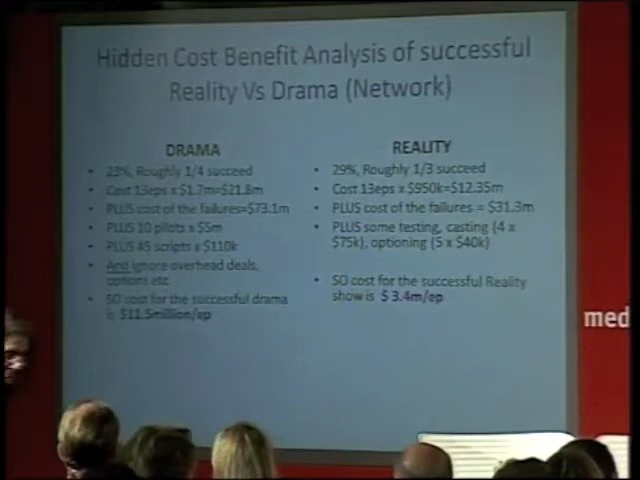 Hidden Cost Benefit Analysis of successful
Reality Vs Drama (Network)
DRAMA
• 23%, Roughly 1/4 succeed
• Cost 13eps x $1.7m=$21.8m
• PLUS cost of the failures=$73.1m
• PLUS 10 pilots x $5m
• PLUS 45 scripts x $110k
• And ignore overhead deals,
options etc
• SO cost for the successful drama
is $11.5million/ep
REALITY
• 29%, Roughly 1/3 succeed
• Cost 13eps x $950k=$12.35m
• PLUS cost of the failures = $31.3m
• PLUS some testing, casting (4 x
$75k), optioning (5 x $40k)
• SO cost for the successful Reality
show is $ 3.4m/ep
med